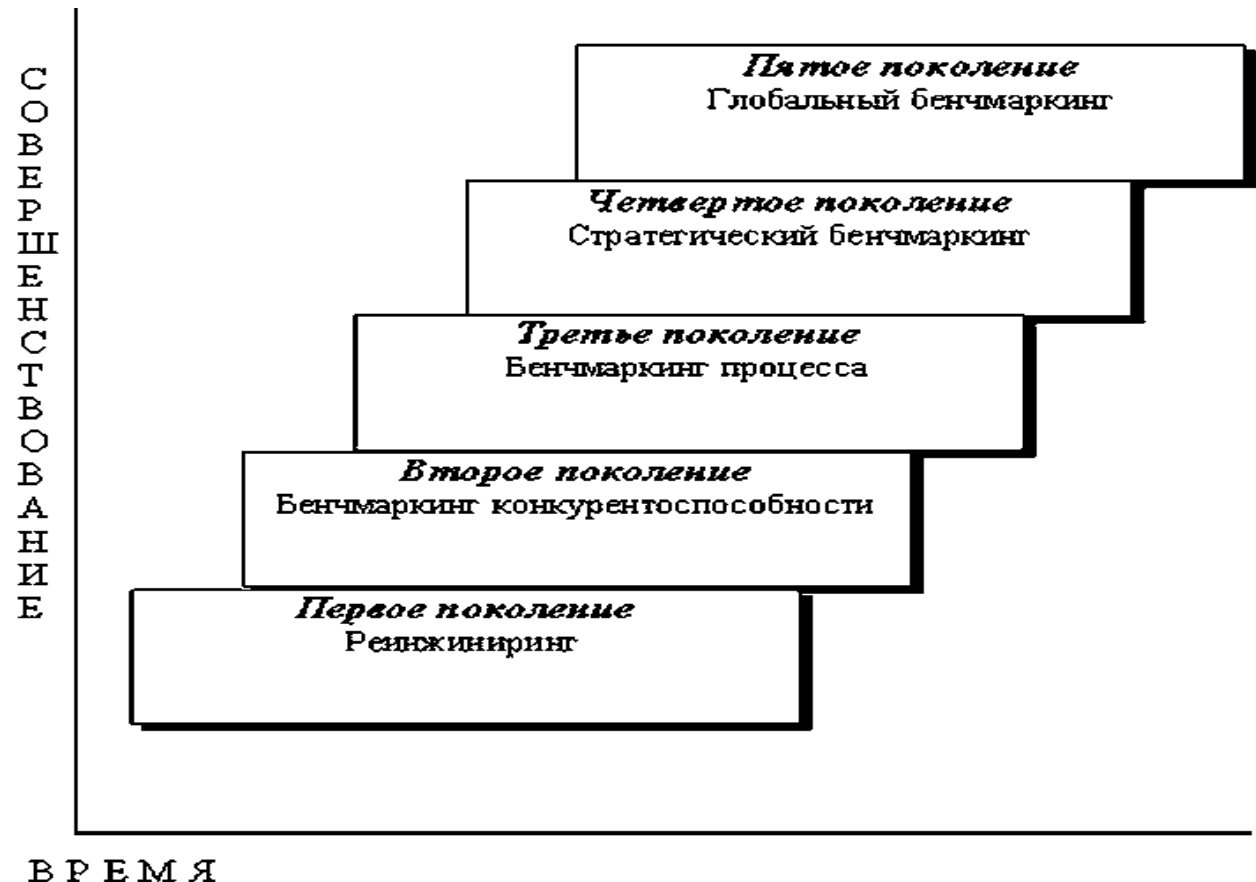 СОВЕРШЕНСТВОВАНИЕ
Пятое поколение
Глобальный бенчмаркинг
Четвертое поколение
Стратегический бенчмаркинг
Третье поколение
Бенчмаркинг процесса
Второе поколение
Бенчмаркинг конкурентоспособности
Первое поколение
Реинжиниринг
ВРЕМЯ